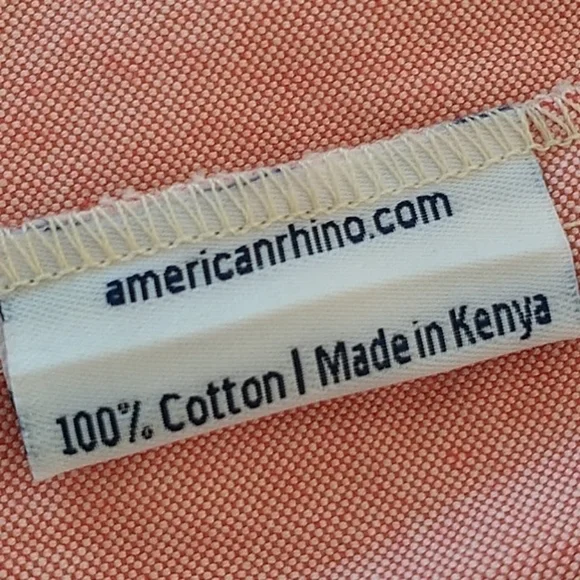 americanrhino.com
100% Cotton | Made in Kenya